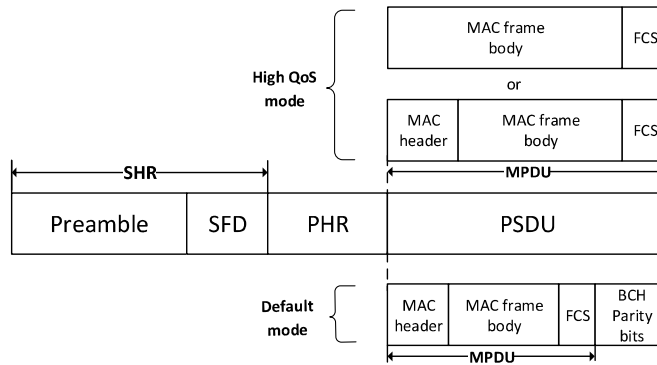 MAC frame
body
FCS
High QoS
mode
or
MAC
header
MAC frame
body
FCS
SHR
MPDU
Preamble
SFD
PHR
PSDU
Default
mode
MAC
header
MAC frame
body
FCS
BCH
Parity
bits
MPDU